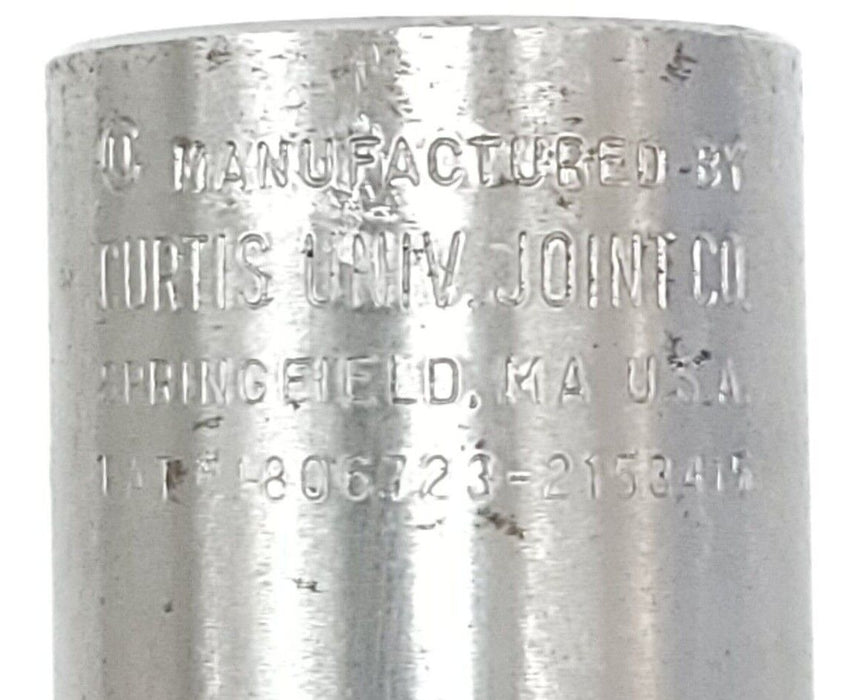 © MANUFACTURED BY
CURTIS UNIV. JOINT CO.
SPRINGFIELD, MA U.S.A.